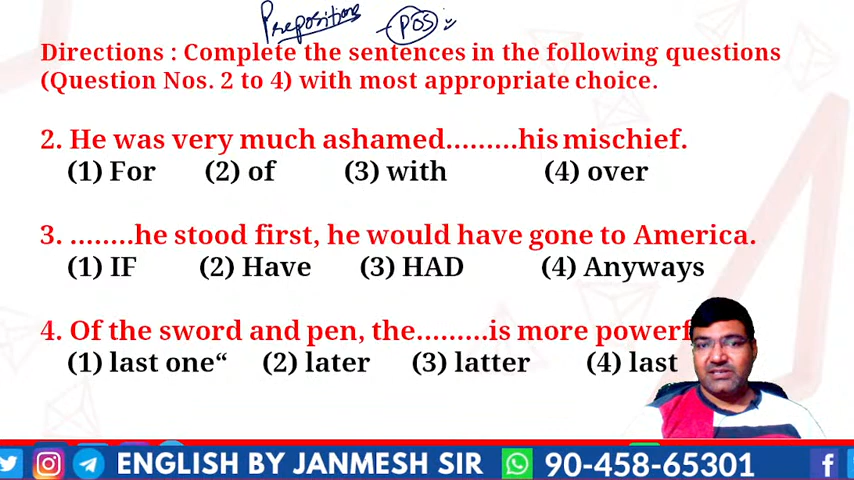 Prepositions - POS
Directions : Complete the sentences in the following questions
(Question Nos. 2 to 4) with most appropriate choice.
2. He was very much ashamed.........his mischief.
(1) For (2) of (3) with (4) over
3. ........he stood first, he would have gone to America.
(1) IF (2) Have (3) HAD (4) Anyways
4. Of the sword and pen, the.........is more powerf
(1) last one“ (2) later (3) latter (4) last
ENGLISH BY JANMESH SIR 90-458-65301